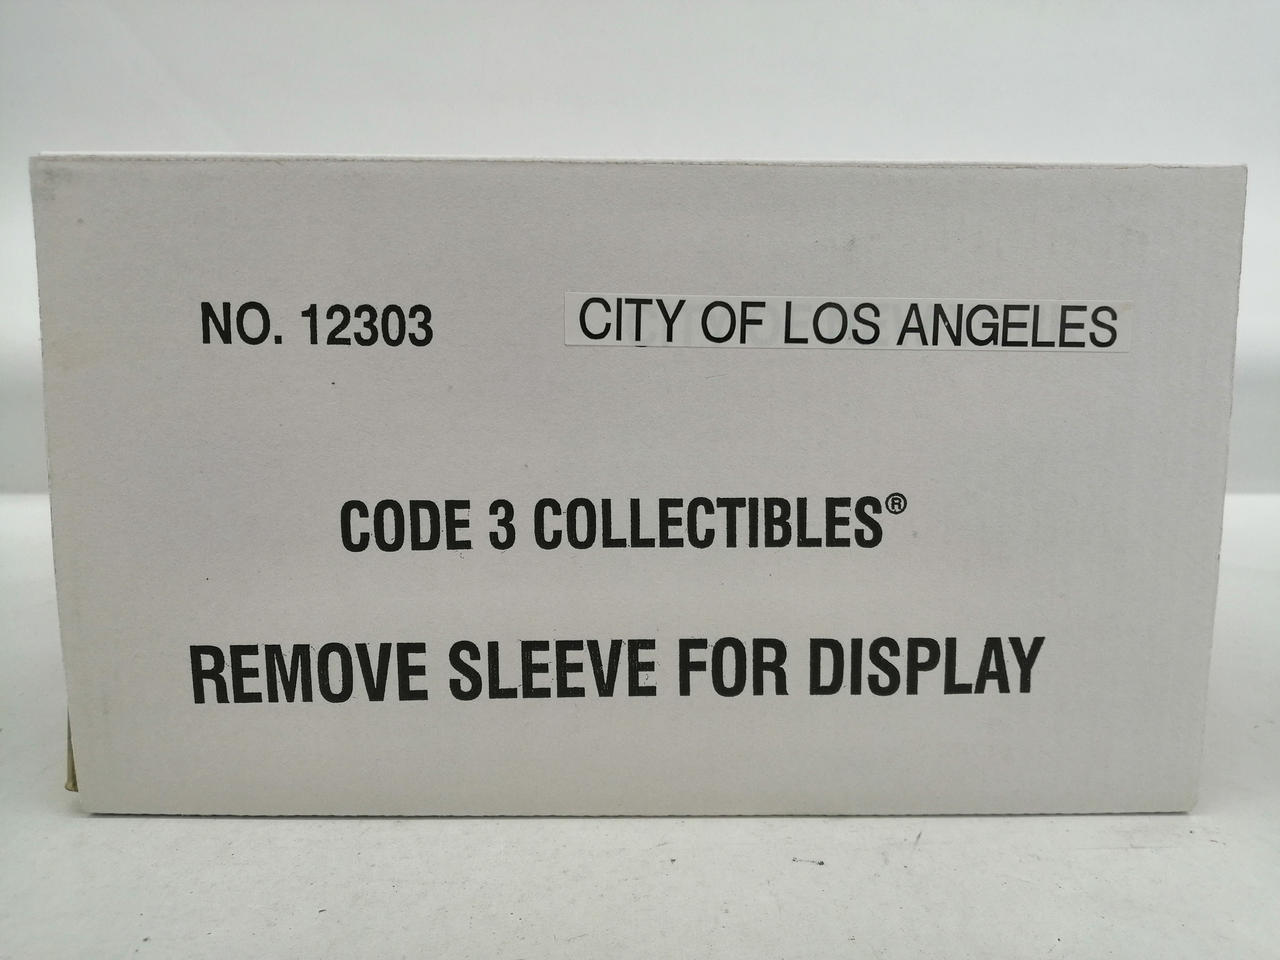 NO. 12303 CITY OF LOS ANGELES
CODE 3 COLLECTIBLES®
REMOVE SLEEVE FOR DISPLAY